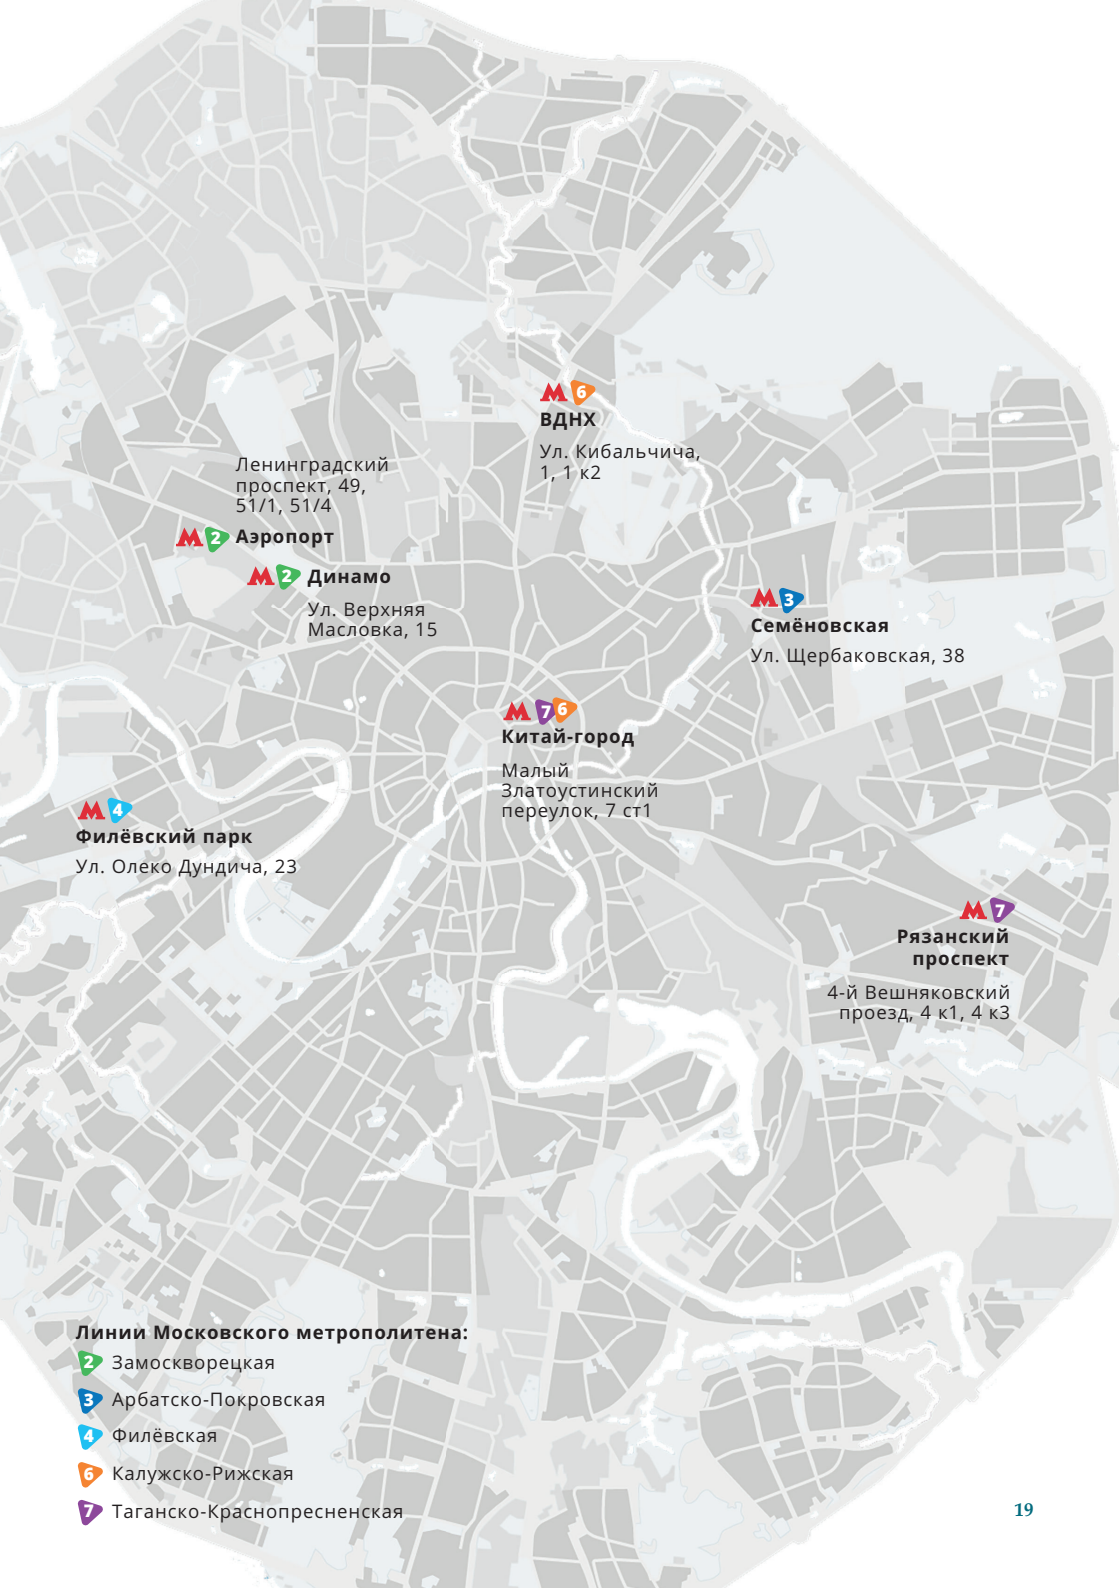 6
ВДНХ
Ул. Кибальчича,
1, 1 к2
Ленинградский
проспект, 49,
51/1, 51/4
2 Аэропорт
2 Динамо
Ул. Верхняя
Масловка, 15
3
Семёновская
Ул. Щербаковская, 38
7 6
Китай-город
Малый
Златоустинский
переулок, 7 ст1
4
Филёвский парк
Ул. Олеко Дундича, 23
7
Рязанский
проспект
4-й Вешняковский
проезд, 4 к1, 4 к3
Линии Московского метрополитена:
2 Замоскворецкая
3 Арбатско-Покровская
4 Филёвская
6 Калужско-Рижская
7 Таганско-Краснопресненская
19